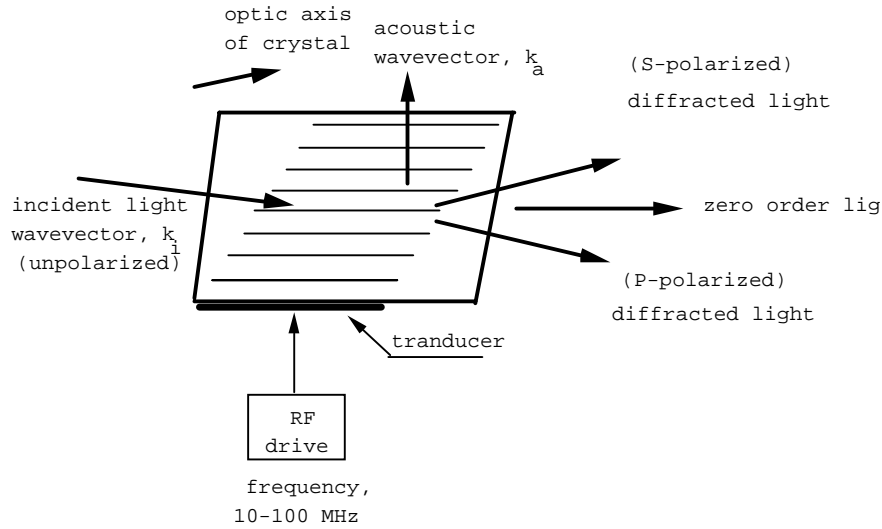 optic axis
of crystal
acoustic
wavevector, k
a
(S-polarized)
diffracted light
incident light
wavevector, k
i
(unpolarized)
zero order lig
(P-polarized)
diffracted light
tranducer
RF
drive
frequency,
10-100 MHz